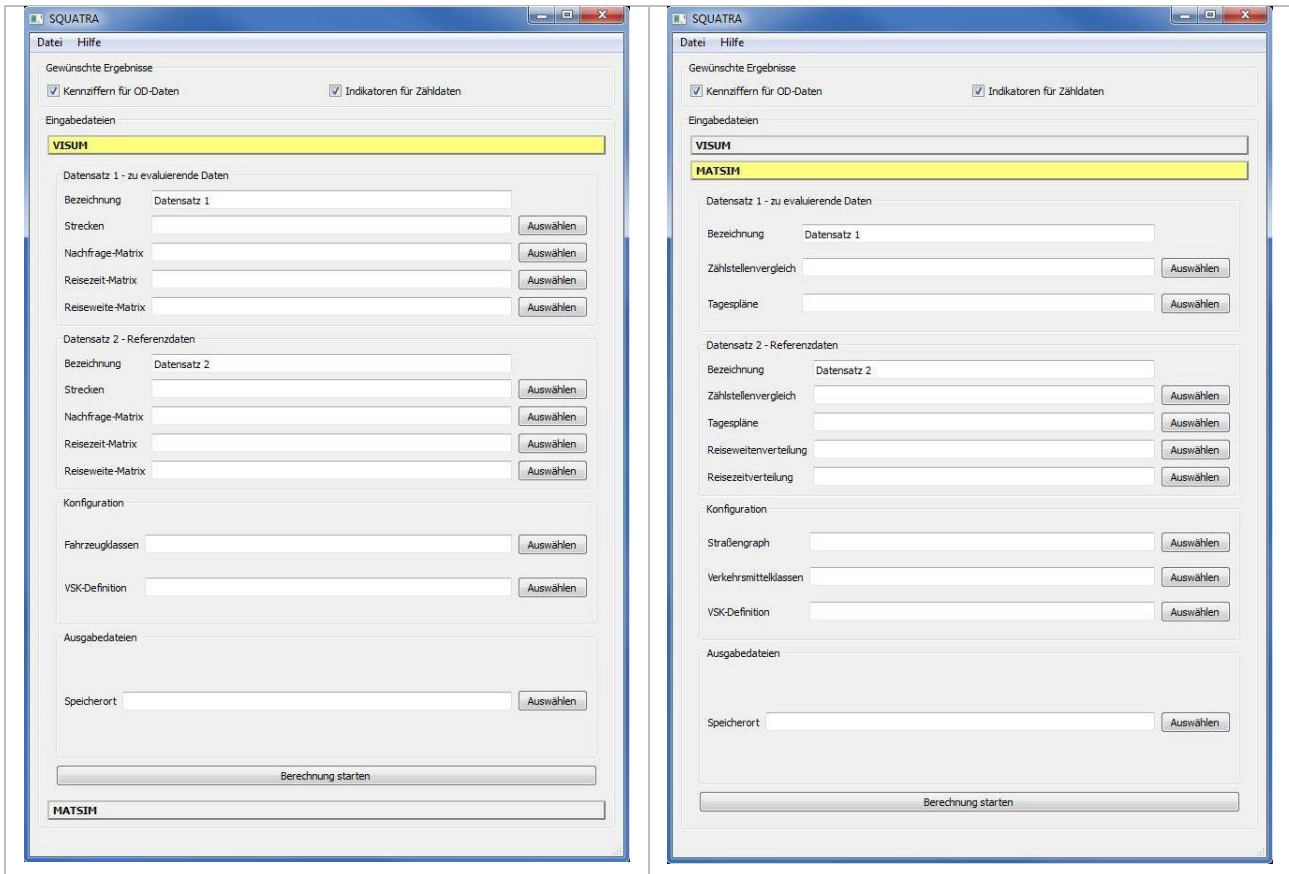 SQUATRA
Datei Hilfe
Gewünschte Ergebnisse
Kennziffern für OD-Daten Indikatoren für Zähldaten
Eingabedateien
VISUM
Datensatz 1 - zu evaluierende Daten
Bezeichnung Datensatz 1
Strecken Auswählen
Nachfrage-Matrix Auswählen
Reisezeit-Matrix Auswählen
Reiseweite-Matrix Auswählen
Datensatz 2 - Referenzdaten
Bezeichnung Datensatz 2
Strecken Auswählen
Nachfrage-Matrix Auswählen
Reisezeit-Matrix Auswählen
Reiseweite-Matrix Auswählen
Konfiguration
Fahrzeugklassen Auswählen
VSK-Definition Auswählen
Ausgabedateien
Speicherort Auswählen
Berechnung starten
MATSIM
SQUATRA
Datei Hilfe
Gewünschte Ergebnisse
Kennziffern für OD-Daten Indikatoren für Zähldaten
Eingabedateien
VISUM
MATSIM
Datensatz 1 - zu evaluierende Daten
Bezeichnung Datensatz 1
Zählstellenvergleich Auswählen
Tagespläne Auswählen
Datensatz 2 - Referenzdaten
Bezeichnung Datensatz 2
Zählstellenvergleich Auswählen
Tagespläne Auswählen
Reiseweitenverteilung Auswählen
Reisezeitverteilung Auswählen
Konfiguration
Straßengraph Auswählen
Verkehrsmittelklassen Auswählen
VSK-Definition Auswählen
Ausgabedateien
Speicherort Auswählen
Berechnung starten